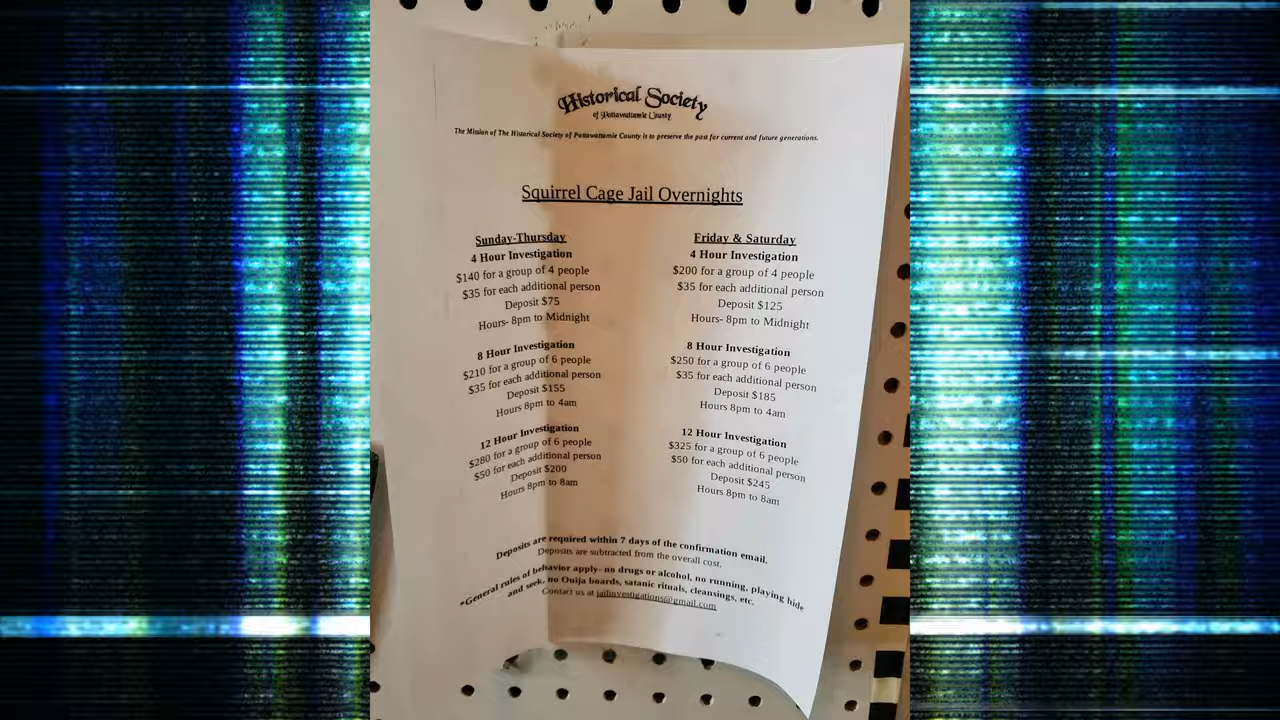 Historical Society
of Pottawattamie County
The Mission of The Historical Society of Pottawattamie County is to preserve the past for current and future generations.
Squirrel Cage Jail Overnights
Sunday-Thursday
4 Hour Investigation
$140 for a group of 4 people
$35 for each additional person
Deposit $75
Hours- 8pm to Midnight
8 Hour Investigation
$210 for a group of 6 people
$35 for each additional person
Deposit $155
Hours 8pm to 4am
12 Hour Investigation
$280 for a group of 6 people
$50 for each additional person
Deposit $200
Hours 8pm to 8am
Friday & Saturday
4 Hour Investigation
$200 for a group of 4 people
$35 for each additional person
Deposit $125
Hours- 8pm to Midnight
8 Hour Investigation
$250 for a group of 6 people
$35 for each additional person
Deposit $185
Hours 8pm to 4am
12 Hour Investigation
$325 for a group of 6 people
$50 for each additional person
Deposit $245
Hours 8pm to 8am
Deposits are required within 7 days of the confirmation email.
Deposits are subtracted from the overall cost.
*General rules of behavior apply- no drugs or alcohol, no running, playing hide
and seek, no Ouija boards, satanic rituals, cleansings, etc.
Contact us at jailinvestigations@gmail.com